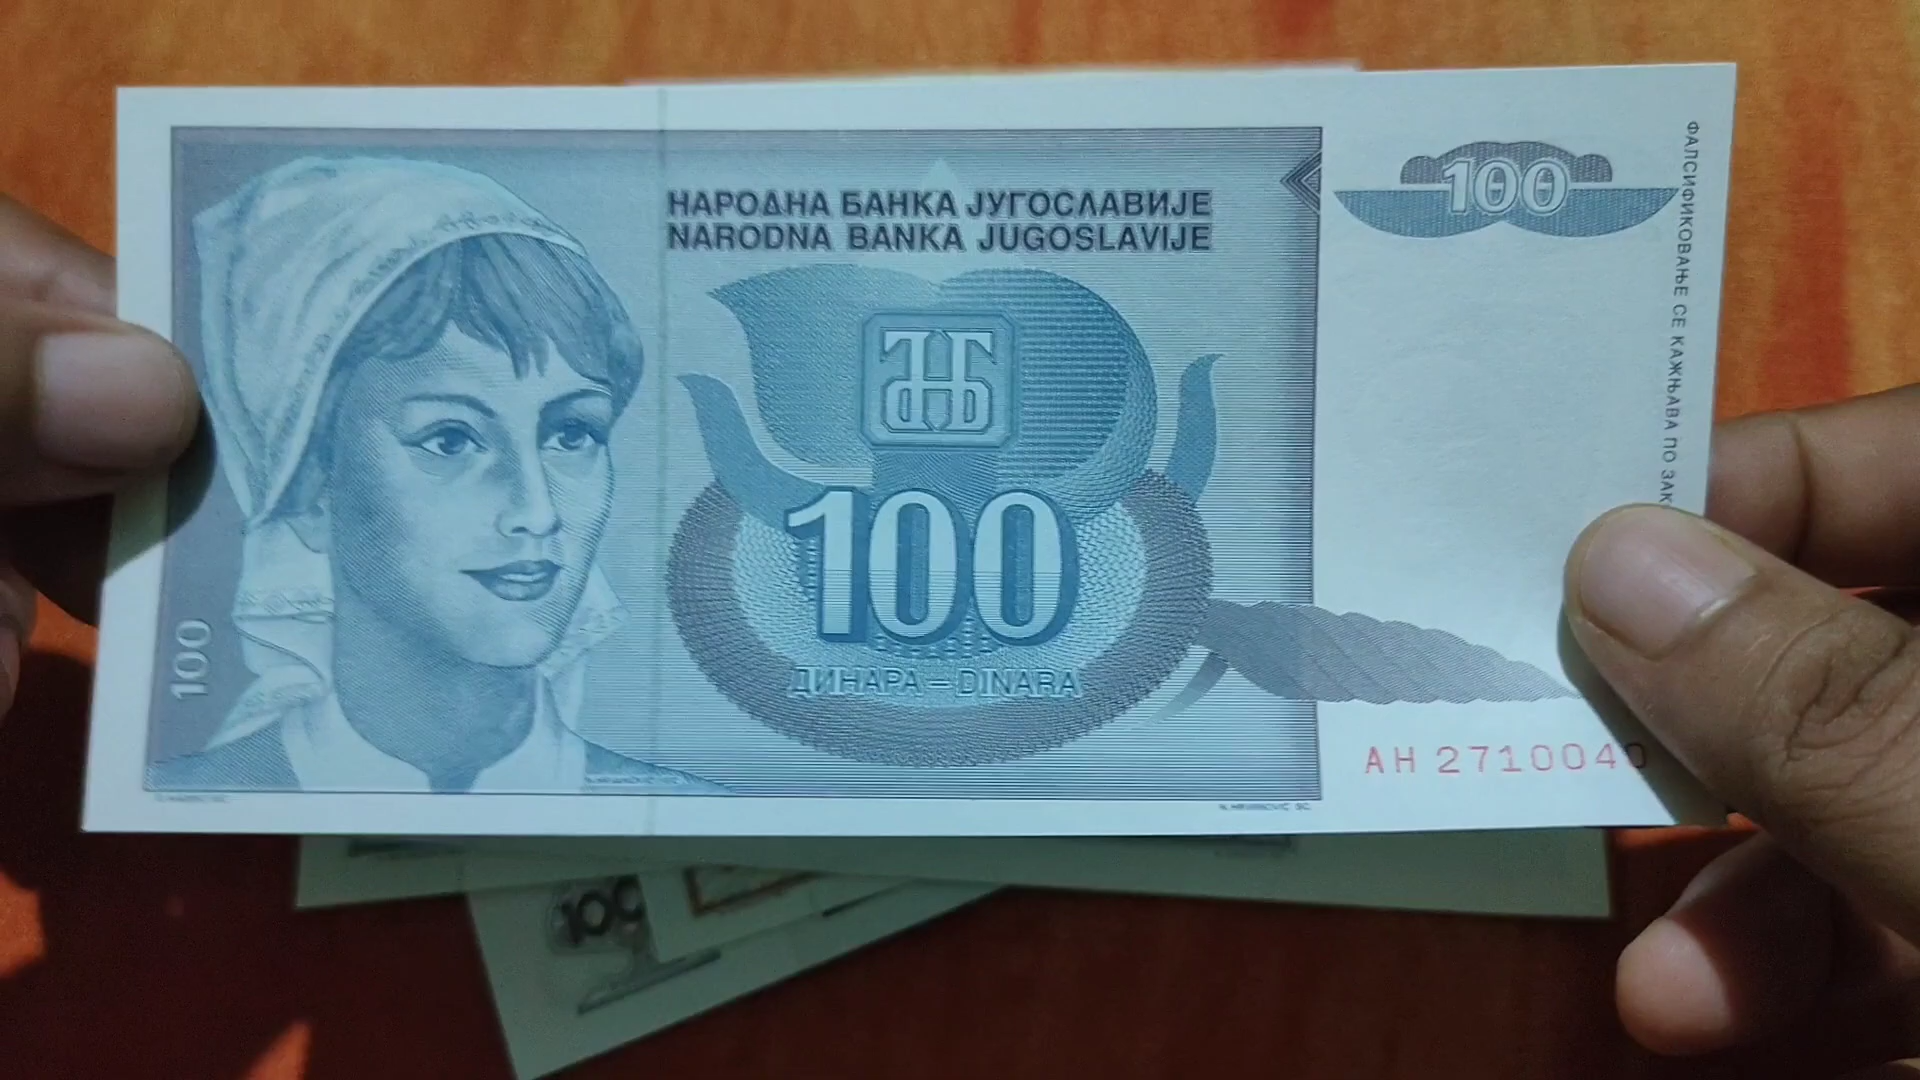 НАРОДНА БАНКА ЈУГОСЛАВИЈЕ
NARODNA BANKA JUGOSLAVIJE
100
ФАЛСИФИКОВАЊЕ СЕ КАЖЊАВА ПО ЗАК
100
ДИНАРА – DINARA
100
АН 2710040
100